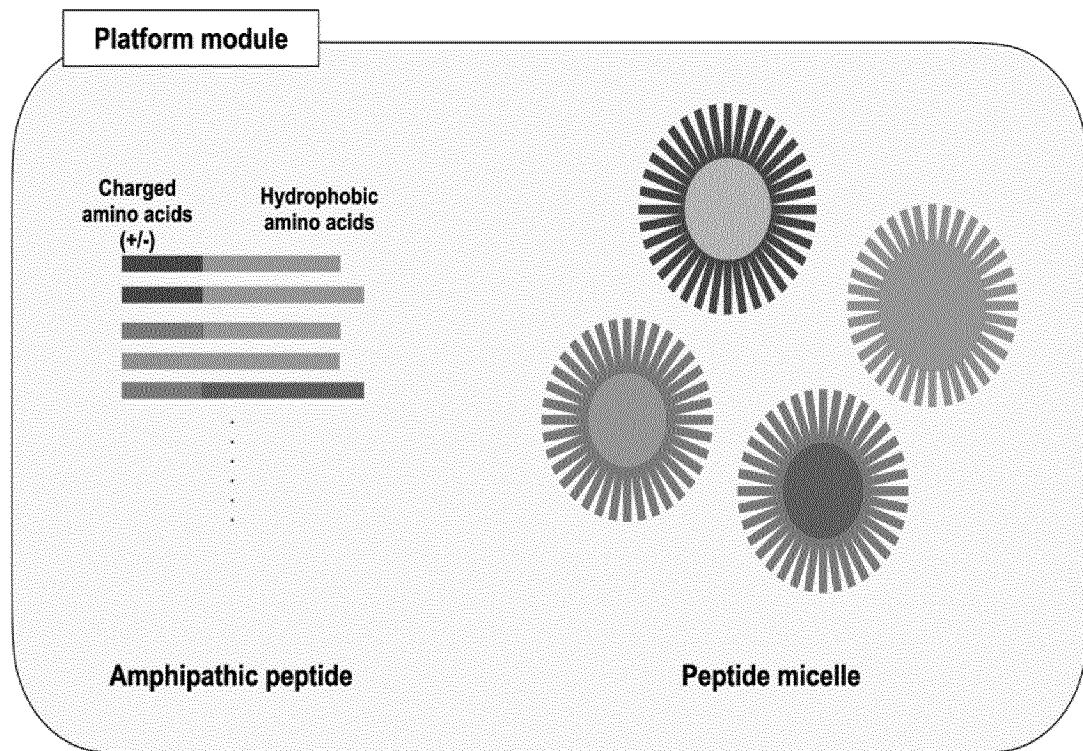 Platform module
Charged
amino acids
(+/-)
Hydrophobic
amino acids
Amphipathic peptide
Peptide micelle